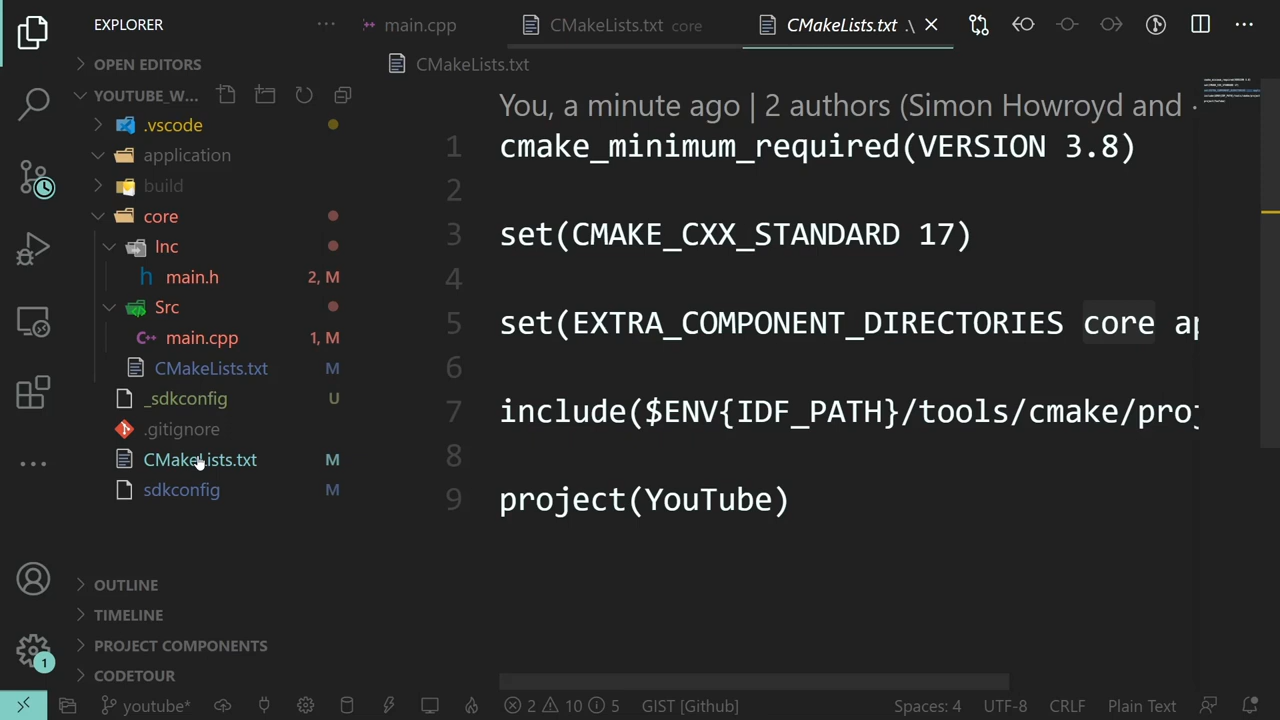 EXPLORER
main.cpp
CMakeLists.txt core
CMakeLists.txt .\
OPEN EDITORS
CMakeLists.txt
YOUTUBE_W...
You, a minute ago | 2 authors (Simon Howroyd and
.vscode
application
build
core
Inc
main.h 2, M
Src
main.cpp 1, M
CMakeLists.txt M
_sdkconfig U
.gitignore
CMakeLists.txt M
sdkconfig M
1 cmake_minimum_required(VERSION 3.8)
2
3 set(CMAKE_CXX_STANDARD 17)
4
5 set(EXTRA_COMPONENT_DIRECTORIES core ap
6
7 include($ENV{IDF_PATH}/tools/cmake/proj
8
9 project(YouTube)
OUTLINE
TIMELINE
PROJECT COMPONENTS
CODETOUR
1
youtube*
2 10 5
GIST [Github]
Spaces: 4
UTF-8
CRLF
Plain Text